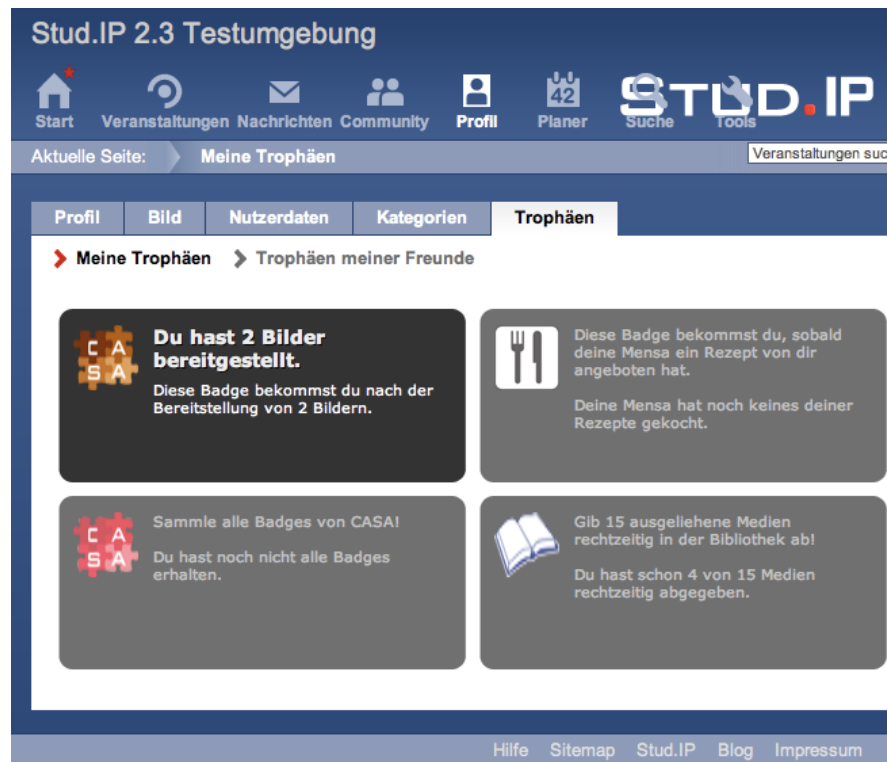 Stud.IP 2.3 Testumgebung
42
STUD.IP
Start Veranstaltungen Nachrichten Community Profil Planer Suche Tools
Aktuelle Seite: Meine Trophäen Veranstaltungen suc
Profil Bild Nutzerdaten Kategorien Trophäen
Meine Trophäen Trophäen meiner Freunde
C A
S A
Du hast 2 Bilder
bereitgestellt.
Diese Badge bekommst du nach der
Bereitstellung von 2 Bildern.
Diese Badge bekommst du, sobald
deine Mensa ein Rezept von dir
angeboten hat.
Deine Mensa hat noch keines deiner
Rezepte gekocht.
C A
S A
Sammle alle Badges von CASA!
Du hast noch nicht alle Badges
erhalten.
Gib 15 ausgeliehene Medien
rechtzeitig in der Bibliothek ab!
Du hast schon 4 von 15 Medien
rechtzeitig abgegeben.
Hilfe Sitemap Stud.IP Blog Impressum